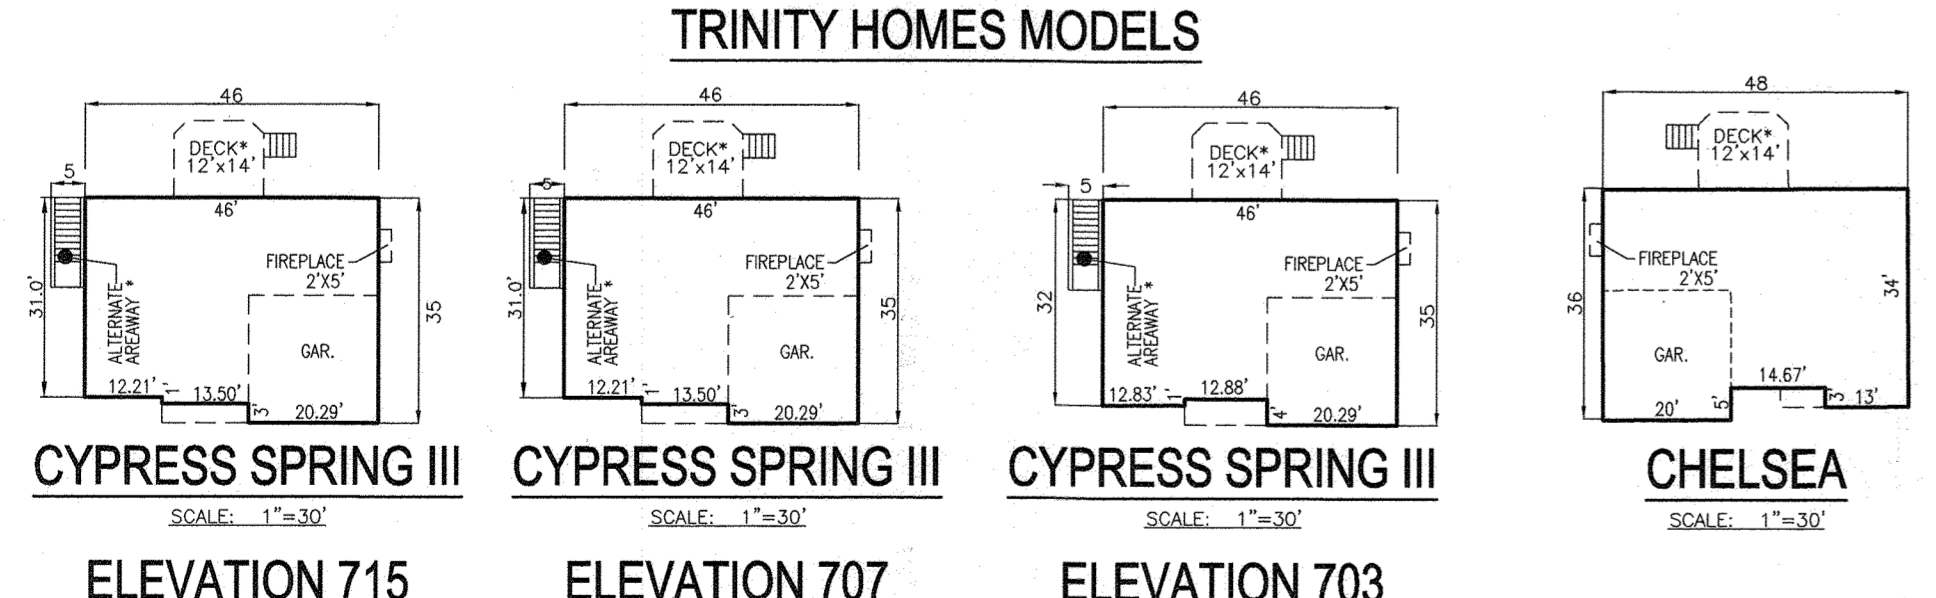 TRINITY HOMES MODELS
46
DECK*
12'x14'
5
46'
31.0'
FIREPLACE
2'X5'
35
ALTERNATE
AREAWAY *
GAR.
12.21'
1'
13.50'
3'
20.29'
CYPRESS SPRING III
SCALE: 1"=30'
ELEVATION 715
46
DECK*
12'x14'
5
46'
31.0'
FIREPLACE
2'X5'
35
ALTERNATE
AREAWAY *
GAR.
12.21'
1'
13.50'
3'
20.29'
CYPRESS SPRING III
SCALE: 1"=30'
ELEVATION 707
46
DECK*
12'x14'
5
46'
32
FIREPLACE
2'X5'
35
ALTERNATE
AREAWAY *
GAR.
12.83'
1'
12.88'
4'
20.29'
CYPRESS SPRING III
SCALE: 1"=30'
ELEVATION 703
48
DECK*
12'x14'
FIREPLACE
2'X5'
36
34'
GAR.
14.67'
20'
5'
3'
13'
CHELSEA
SCALE: 1"=30'